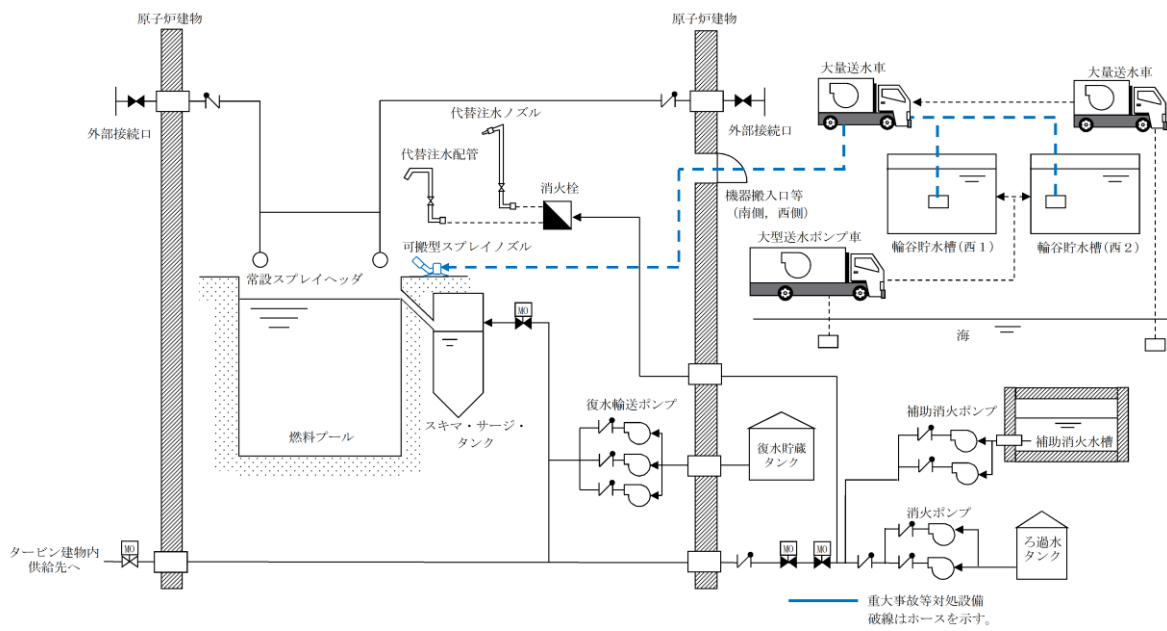 原子炉建物
原子炉建物
大量送水車
大量送水車
代替注水ノズル
外部接続口
外部接続口
代替注水配管
消火栓
機器搬入口等
(南側，西側)
可搬型スプレイノズル
大型送水ポンプ車
輪谷貯水槽(西1)
輪谷貯水槽(西2)
常設スプレイヘッダ
MO
海
復水輸送ポンプ
補助消火ポンプ
燃料プール
スキマ・サージ・
タンク
復水貯蔵
タンク
補助消火水槽
消火ポンプ
タービン建物内
供給先へ
MO
MO
MO
ろ過水
タンク
重大事故等対処設備
破線はホースを示す。